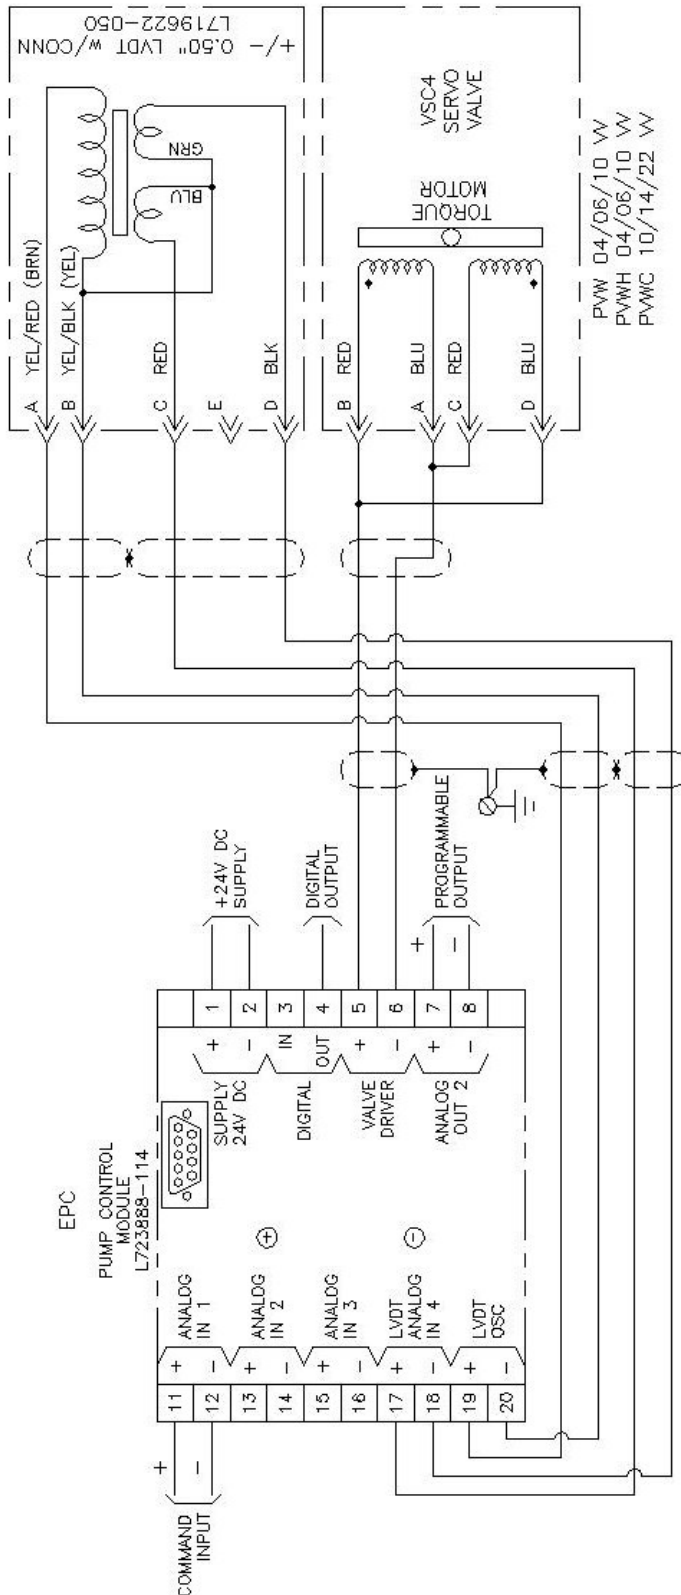 +/- 0.50" LVDT w/CONN
L719622-050
YEL/RED (BRN)
YEL/BLK (YEL)
GRN
BLU
RED
BLK
A
B
C
E
D
VSC4
SERVO
VALVE
TORQUE
MOTOR
RED
BLU
RED
BLU
B
A
C
D
PVW 04/06/10 VV
PVWH 04/06/10 VV
PVWC 10/14/22 VV
+24V DC
SUPPLY
DIGITAL
OUTPUT
PROGRAMMABLE
OUTPUT
+
-
1
2
3
4
5
6
7
8
+
-
IN
OUT
+
-
+
-
SUPPLY
24V DC
DIGITAL
VALVE
DRIVER
ANALOG
OUT 2
EPC
PUMP CONTROL
MODULE
L723888-114
+
-
ANALOG
IN 1
ANALOG
IN 2
ANALOG
IN 3
LVDT
ANALOG
IN 4
LVDT
OSC
+
-
+
-
+
-
+
-
+
-
11
12
13
14
15
16
17
18
19
20
+
-
COMMAND
INPUT